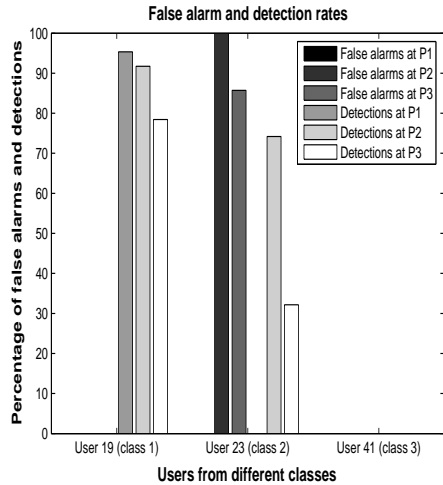 False alarm and detection rates
Percentage of false alarms and detections
100
90
80
70
60
50
40
30
20
10
0
False alarms at P1
False alarms at P2
False alarms at P3
Detections at P1
Detections at P2
Detections at P3
User 19 (class 1) User 23 (class 2) User 41 (class 3)
Users from different classes